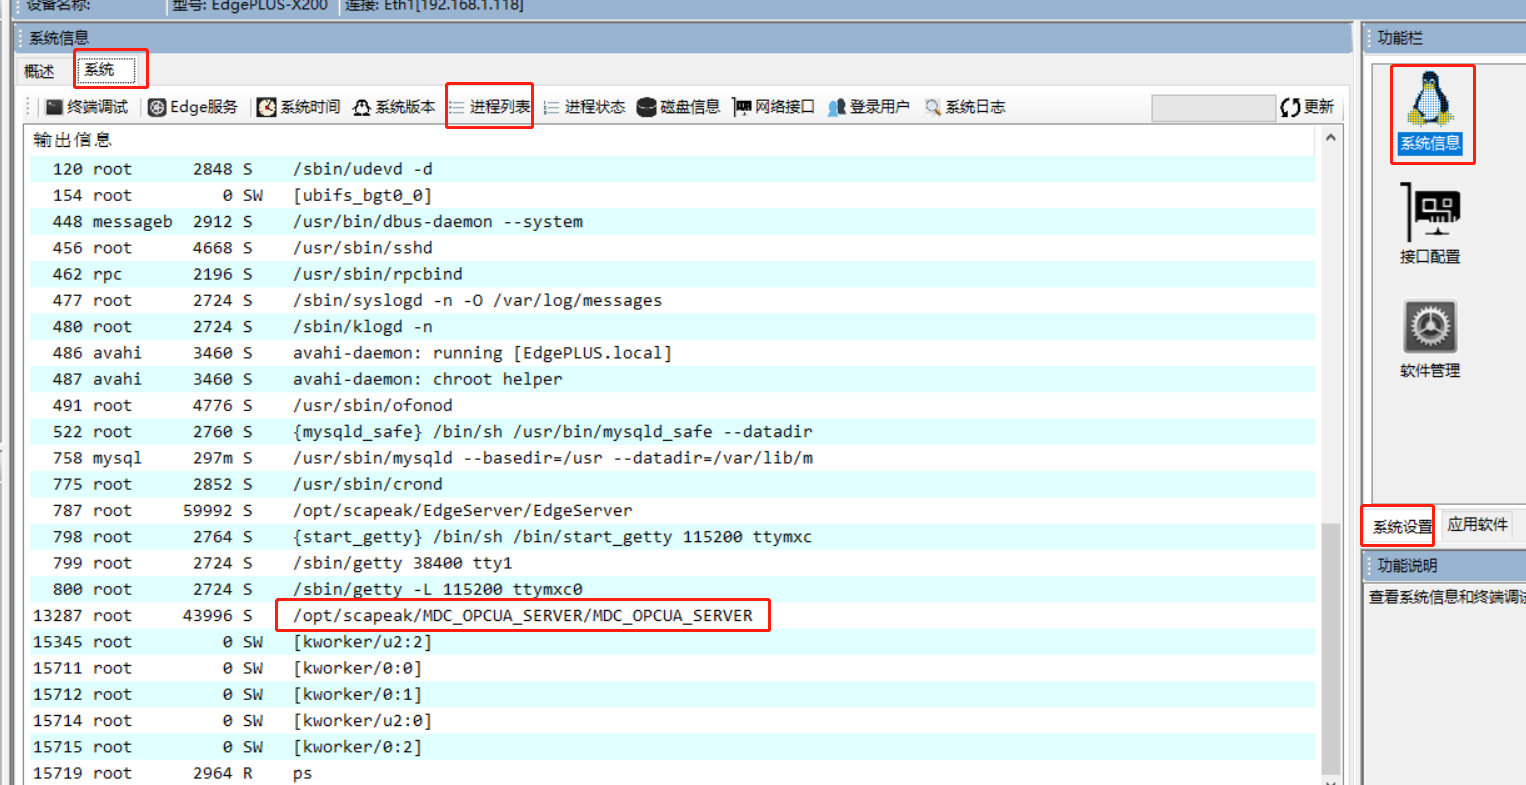 设备名称: 型号: EdgePLUS-X200 连接: Eth1[192.168.1.118]
系统信息
概述 系统
终端调试 Edge服务 系统时间 系统版本 进程列表 进程状态 磁盘信息 网络接口 登录用户 系统日志 更新
输出信息
120 root 2848 S /sbin/udevd -d
154 root 0 SW [ubifs_bgt0_0]
448 messageb 2912 S /usr/bin/dbus-daemon --system
456 root 4668 S /usr/sbin/sshd
462 rpc 2196 S /usr/sbin/rpcbind
477 root 2724 S /sbin/syslogd -n -O /var/log/messages
480 root 2724 S /sbin/klogd -n
486 avahi 3460 S avahi-daemon: running [EdgePLUS.local]
487 avahi 3460 S avahi-daemon: chroot helper
491 root 4776 S /usr/sbin/ofonod
522 root 2760 S {mysqld_safe} /bin/sh /usr/bin/mysqld_safe --datadir
758 mysql 297m S /usr/sbin/mysqld --basedir=/usr --datadir=/var/lib/m
775 root 2852 S /usr/sbin/crond
787 root 59992 S /opt/scapeak/EdgeServer/EdgeServer
798 root 2764 S {start_getty} /bin/sh /bin/start_getty 115200 ttymxc
799 root 2724 S /sbin/getty 38400 tty1
800 root 2724 S /sbin/getty -L 115200 ttymxc0
13287 root 43996 S /opt/scapeak/MDC_OPCUA_SERVER/MDC_OPCUA_SERVER
15345 root 0 SW [kworker/u2:2]
15711 root 0 SW [kworker/0:0]
15712 root 0 SW [kworker/0:1]
15714 root 0 SW [kworker/u2:0]
15715 root 0 SW [kworker/0:2]
15719 root 2964 R ps
功能栏
系统信息
接口配置
软件管理
系统设置 应用软件
功能说明
查看系统信息和终端调试